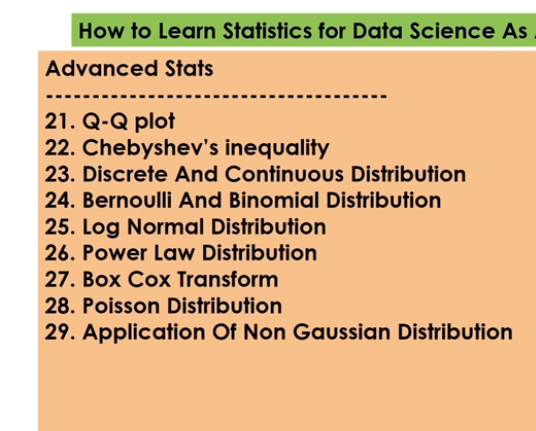 How to Learn Statistics for Data Science As
Advanced Stats
-------------------------------------
21. Q-Q plot
22. Chebyshev's inequality
23. Discrete And Continuous Distribution
24. Bernoulli And Binomial Distribution
25. Log Normal Distribution
26. Power Law Distribution
27. Box Cox Transform
28. Poisson Distribution
29. Application Of Non Gaussian Distribution